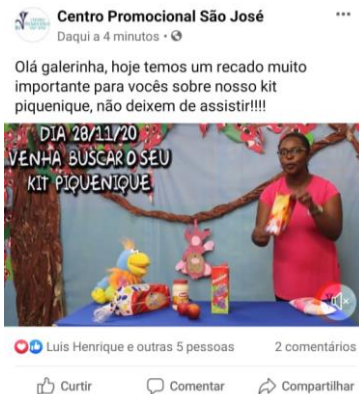 Centro Promocional São José
Daqui a 4 minutos
Olá galerinha, hoje temos um recado muito
importante para vocês sobre nosso kit
piquenique, não deixem de assistir!!!!
DIA 28/11/20
VENHA BUSCAR O SEU
KIT PIQUENIQUE
Luis Henrique e outras 5 pessoas
2 comentários
Curtir
Comentar
Compartilhar